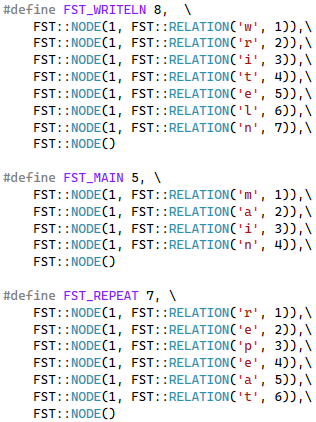 #define FST_WRITELN 8,  \
    FST::NODE(1, FST::RELATION('w', 1)),\
    FST::NODE(1, FST::RELATION('r', 2)),\
    FST::NODE(1, FST::RELATION('i', 3)),\
    FST::NODE(1, FST::RELATION('t', 4)),\
    FST::NODE(1, FST::RELATION('e', 5)),\
    FST::NODE(1, FST::RELATION('l', 6)),\
    FST::NODE(1, FST::RELATION('n', 7)),\
    FST::NODE()

#define FST_MAIN 5, \
    FST::NODE(1, FST::RELATION('m', 1)),\
    FST::NODE(1, FST::RELATION('a', 2)),\
    FST::NODE(1, FST::RELATION('i', 3)),\
    FST::NODE(1, FST::RELATION('n', 4)),\
    FST::NODE()

#define FST_REPEAT 7, \
    FST::NODE(1, FST::RELATION('r', 1)),\
    FST::NODE(1, FST::RELATION('e', 2)),\
    FST::NODE(1, FST::RELATION('p', 3)),\
    FST::NODE(1, FST::RELATION('e', 4)),\
    FST::NODE(1, FST::RELATION('a', 5)),\
    FST::NODE(1, FST::RELATION('t', 6)),\
    FST::NODE()